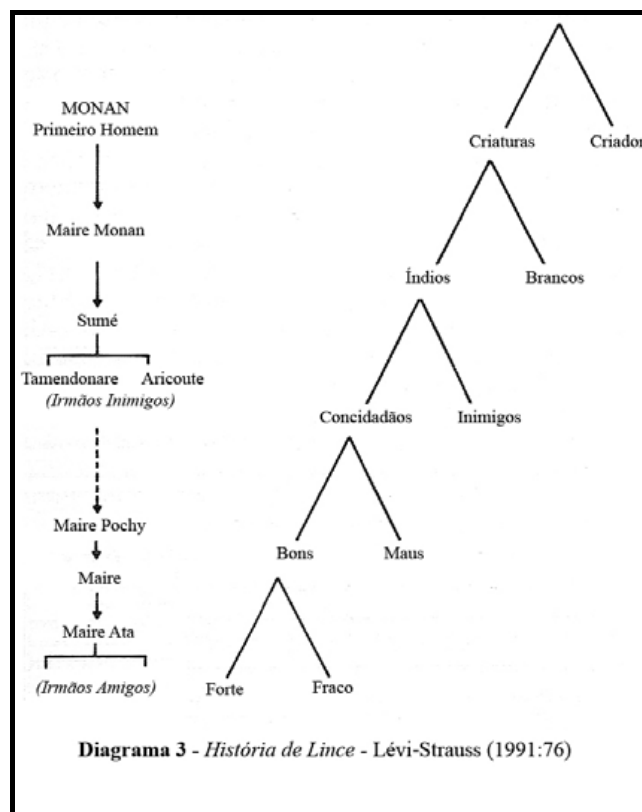 MONAN
Primeiro Homem
Maire Monan
Sumé
Tamendonare Aricoute
(Irmãos Inimigos)
Maire Pochy
Maire
Maire Ata
(Irmãos Amigos)
Criaturas Criador
Índios Brancos
Concidadãos Inimigos
Bons Maus
Forte Fraco
Diagrama 3 - História de Lince - Lévi-Strauss (1991:76)